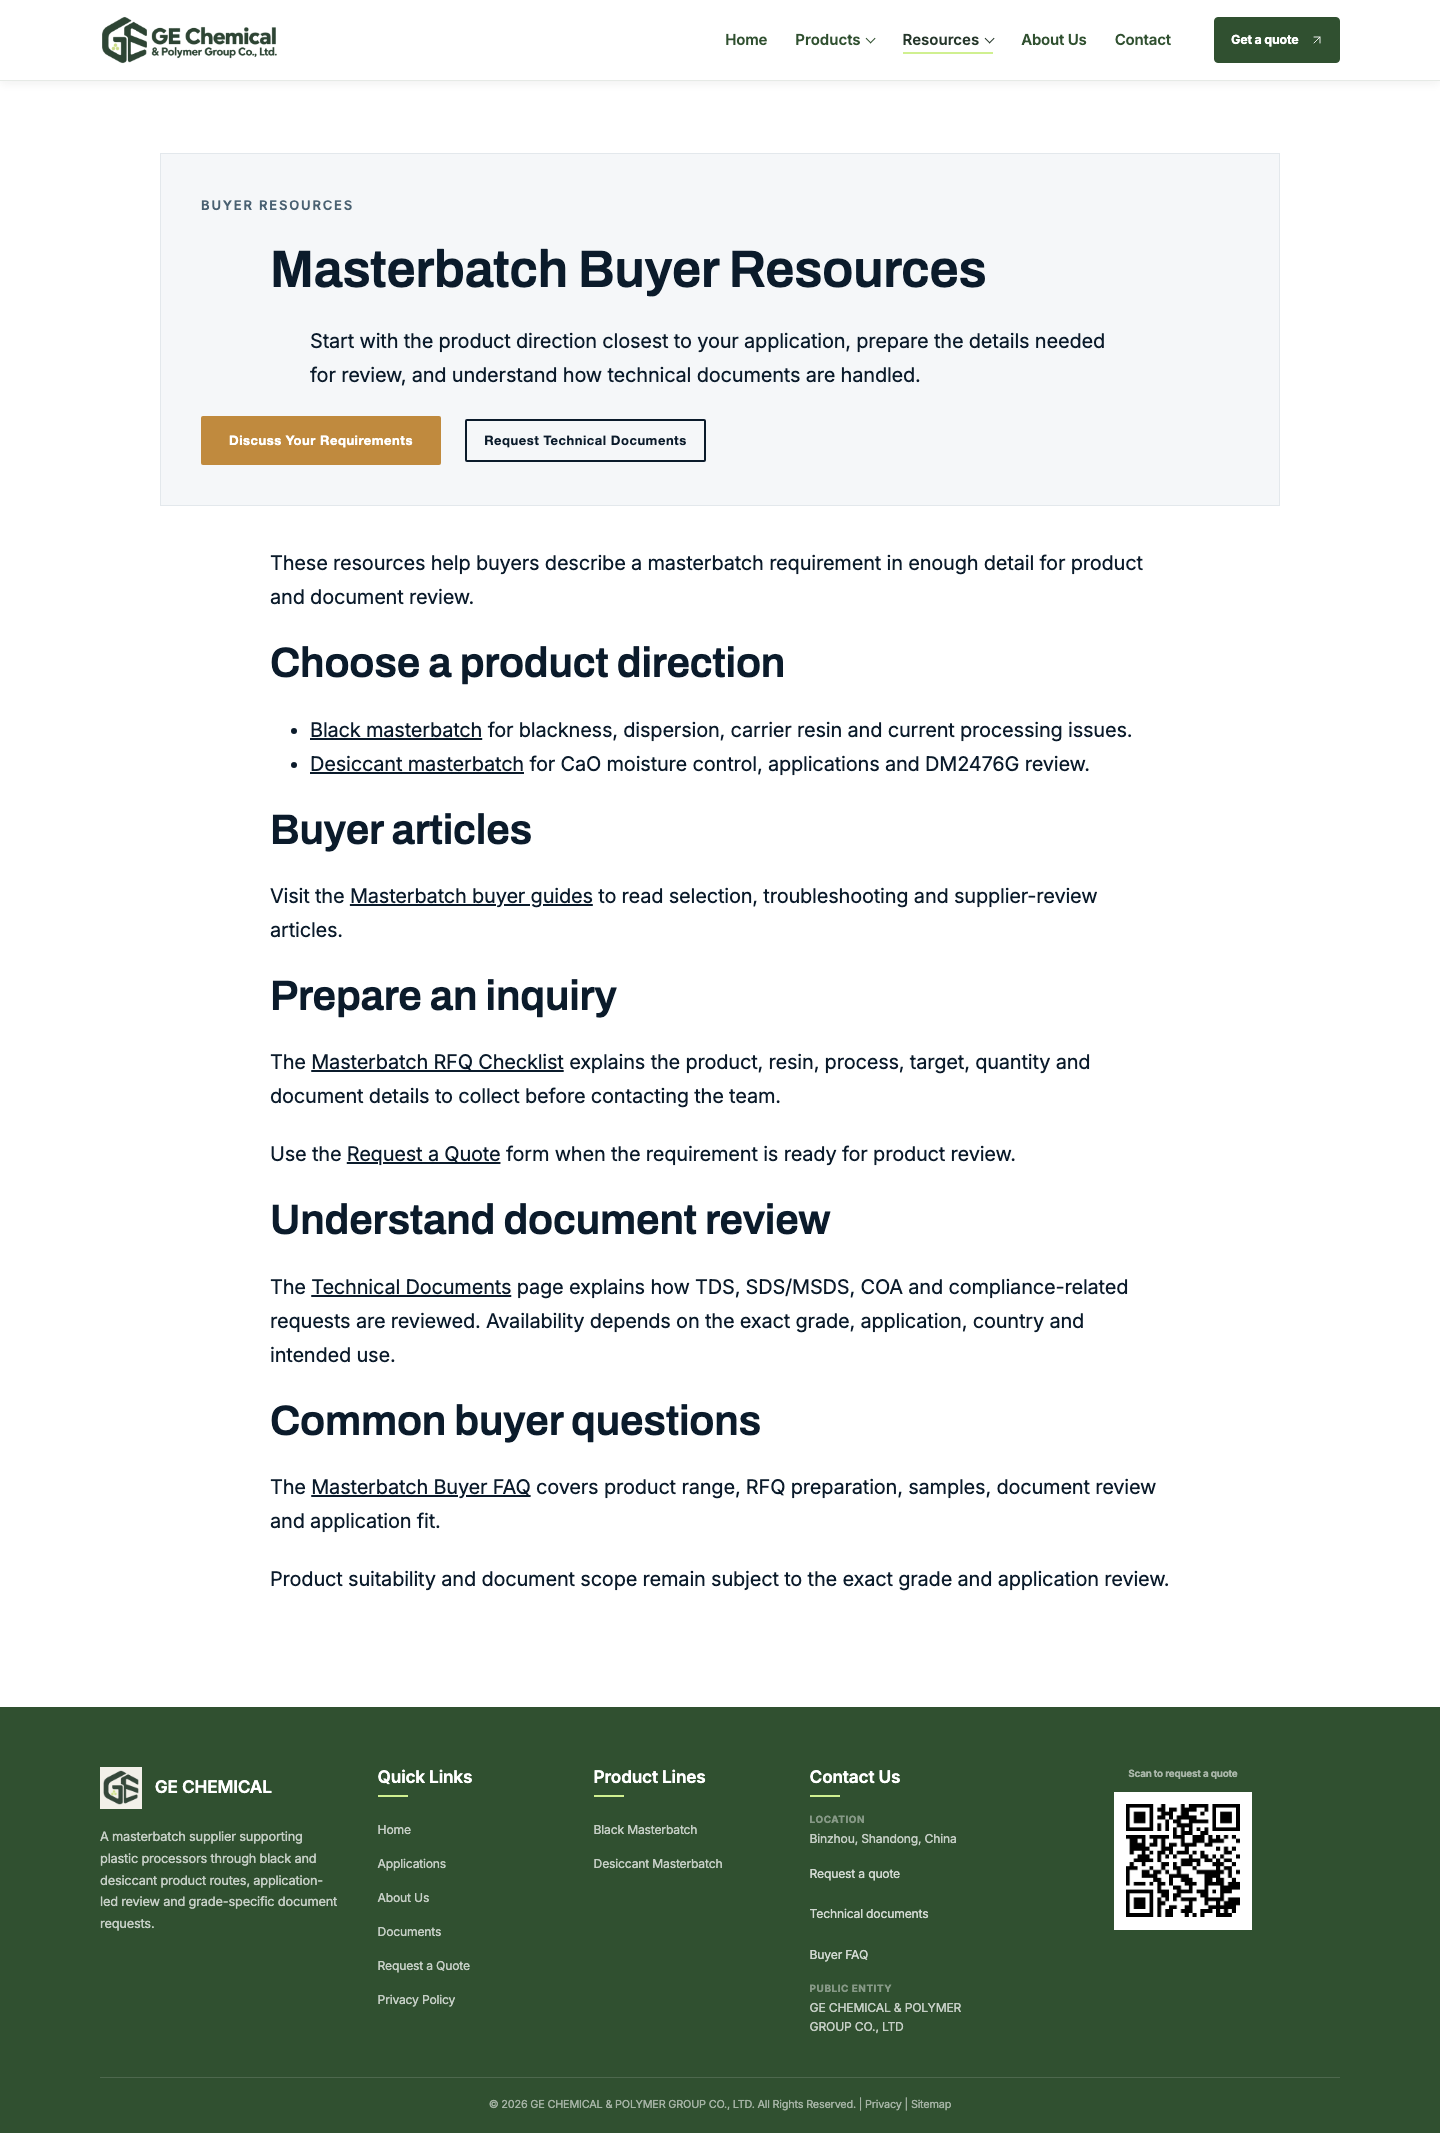 GE Chemical
& Polymer Group Co., Ltd.
Home
Products
Resources
About Us
Contact
Get a quote
BUYER RESOURCES
Masterbatch Buyer Resources
Start with the product direction closest to your application, prepare the details needed
for review, and understand how technical documents are handled.
Discuss Your Requirements
Request Technical Documents
These resources help buyers describe a masterbatch requirement in enough detail for product
and document review.
Choose a product direction
• Black masterbatch for blackness, dispersion, carrier resin and current processing issues.
• Desiccant masterbatch for CaO moisture control, applications and DM2476G review.
Buyer articles
Visit the Masterbatch buyer guides to read selection, troubleshooting and supplier-review
articles.
Prepare an inquiry
The Masterbatch RFQ Checklist explains the product, resin, process, target, quantity and
document details to collect before contacting the team.
Use the Request a Quote form when the requirement is ready for product review.
Understand document review
The Technical Documents page explains how TDS, SDS/MSDS, COA and compliance-related
requests are reviewed. Availability depends on the exact grade, application, country and
intended use.
Common buyer questions
The Masterbatch Buyer FAQ covers product range, RFQ preparation, samples, document review
and application fit.
Product suitability and document scope remain subject to the exact grade and application review.
GE CHEMICAL
A masterbatch supplier supporting
plastic processors through black and
desiccant product routes, application-
led review and grade-specific document
requests.
Quick Links
Home
Applications
About Us
Documents
Request a Quote
Privacy Policy
Product Lines
Black Masterbatch
Desiccant Masterbatch
Contact Us
LOCATION
Binzhou, Shandong, China
Request a quote
Technical documents
Buyer FAQ
PUBLIC ENTITY
GE CHEMICAL & POLYMER
GROUP CO., LTD
Scan to request a quote
© 2026 GE CHEMICAL & POLYMER GROUP CO., LTD. All Rights Reserved. | Privacy | Sitemap